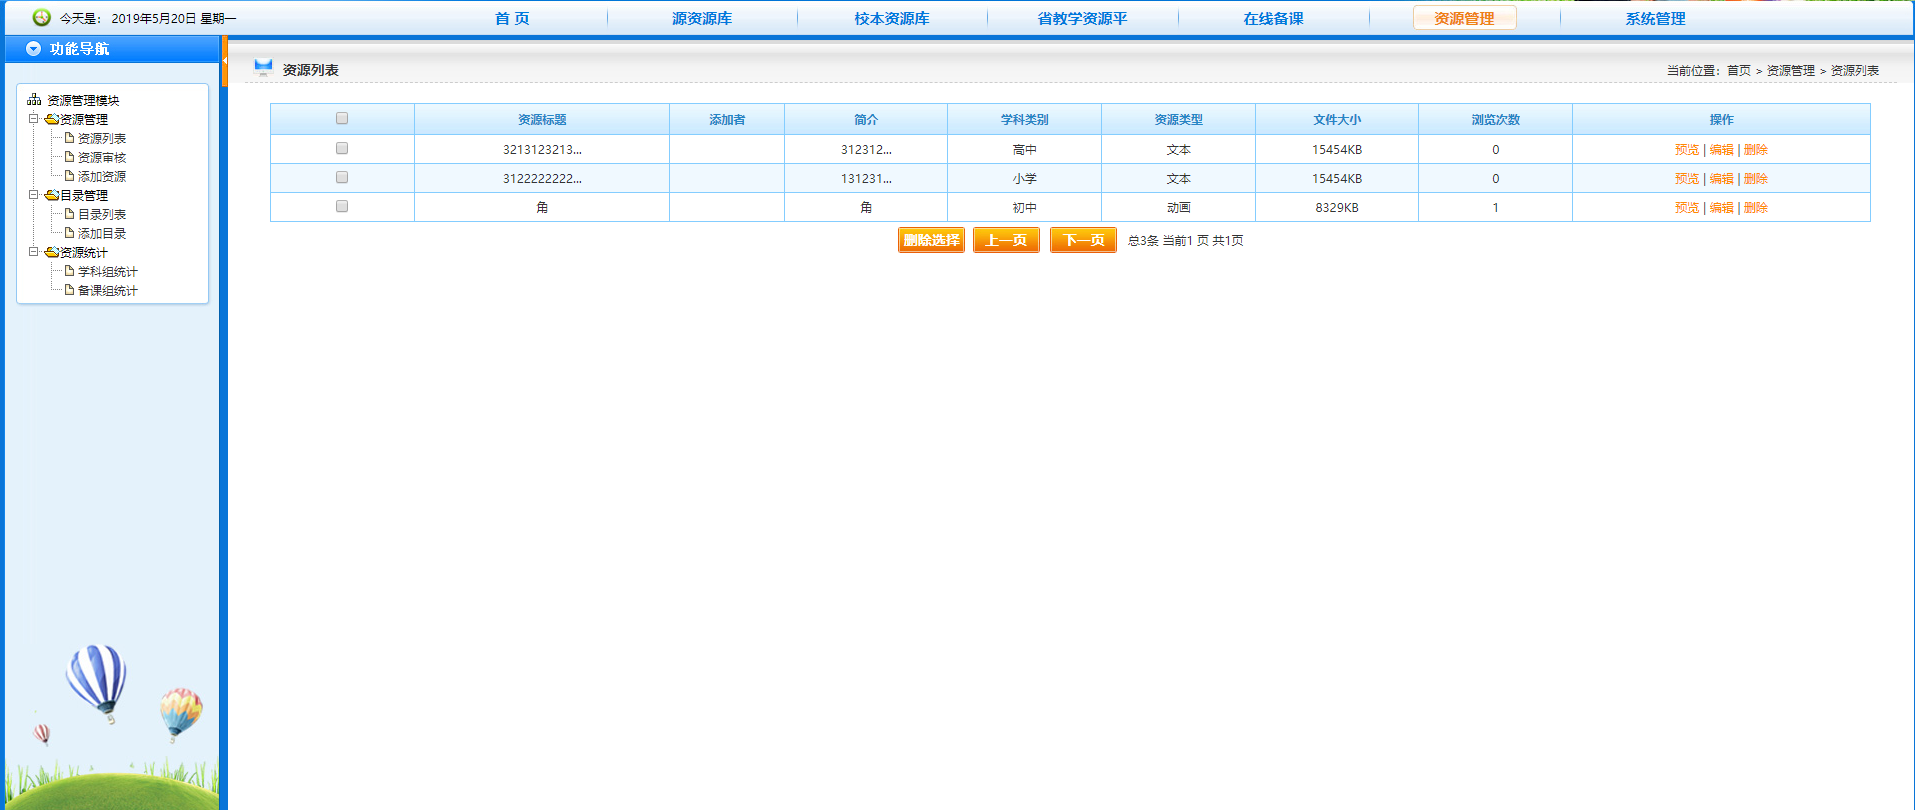 今天是： 2019年5月20日 星期一
首 页
源资源库
校本资源库
省教学资源平
在线备课
资源管理
系统管理
功能导航
资源管理模块
资源管理
资源列表
资源审核
添加资源
目录管理
目录列表
添加目录
资源统计
学科组统计
备课组统计
资源列表
当前位置：首页 > 资源管理 > 资源列表
资源标题 添加者 简介 学科类别 资源类型 文件大小 浏览次数 操作
3213123213... 312312... 高中 文本 15454KB 0 预览 | 编辑 | 删除
3122222222... 131231... 小学 文本 15454KB 0 预览 | 编辑 | 删除
角 角 初中 动画 8329KB 1 预览 | 编辑 | 删除
删除选择 上一页 下一页 总3条 当前1 页 共1页